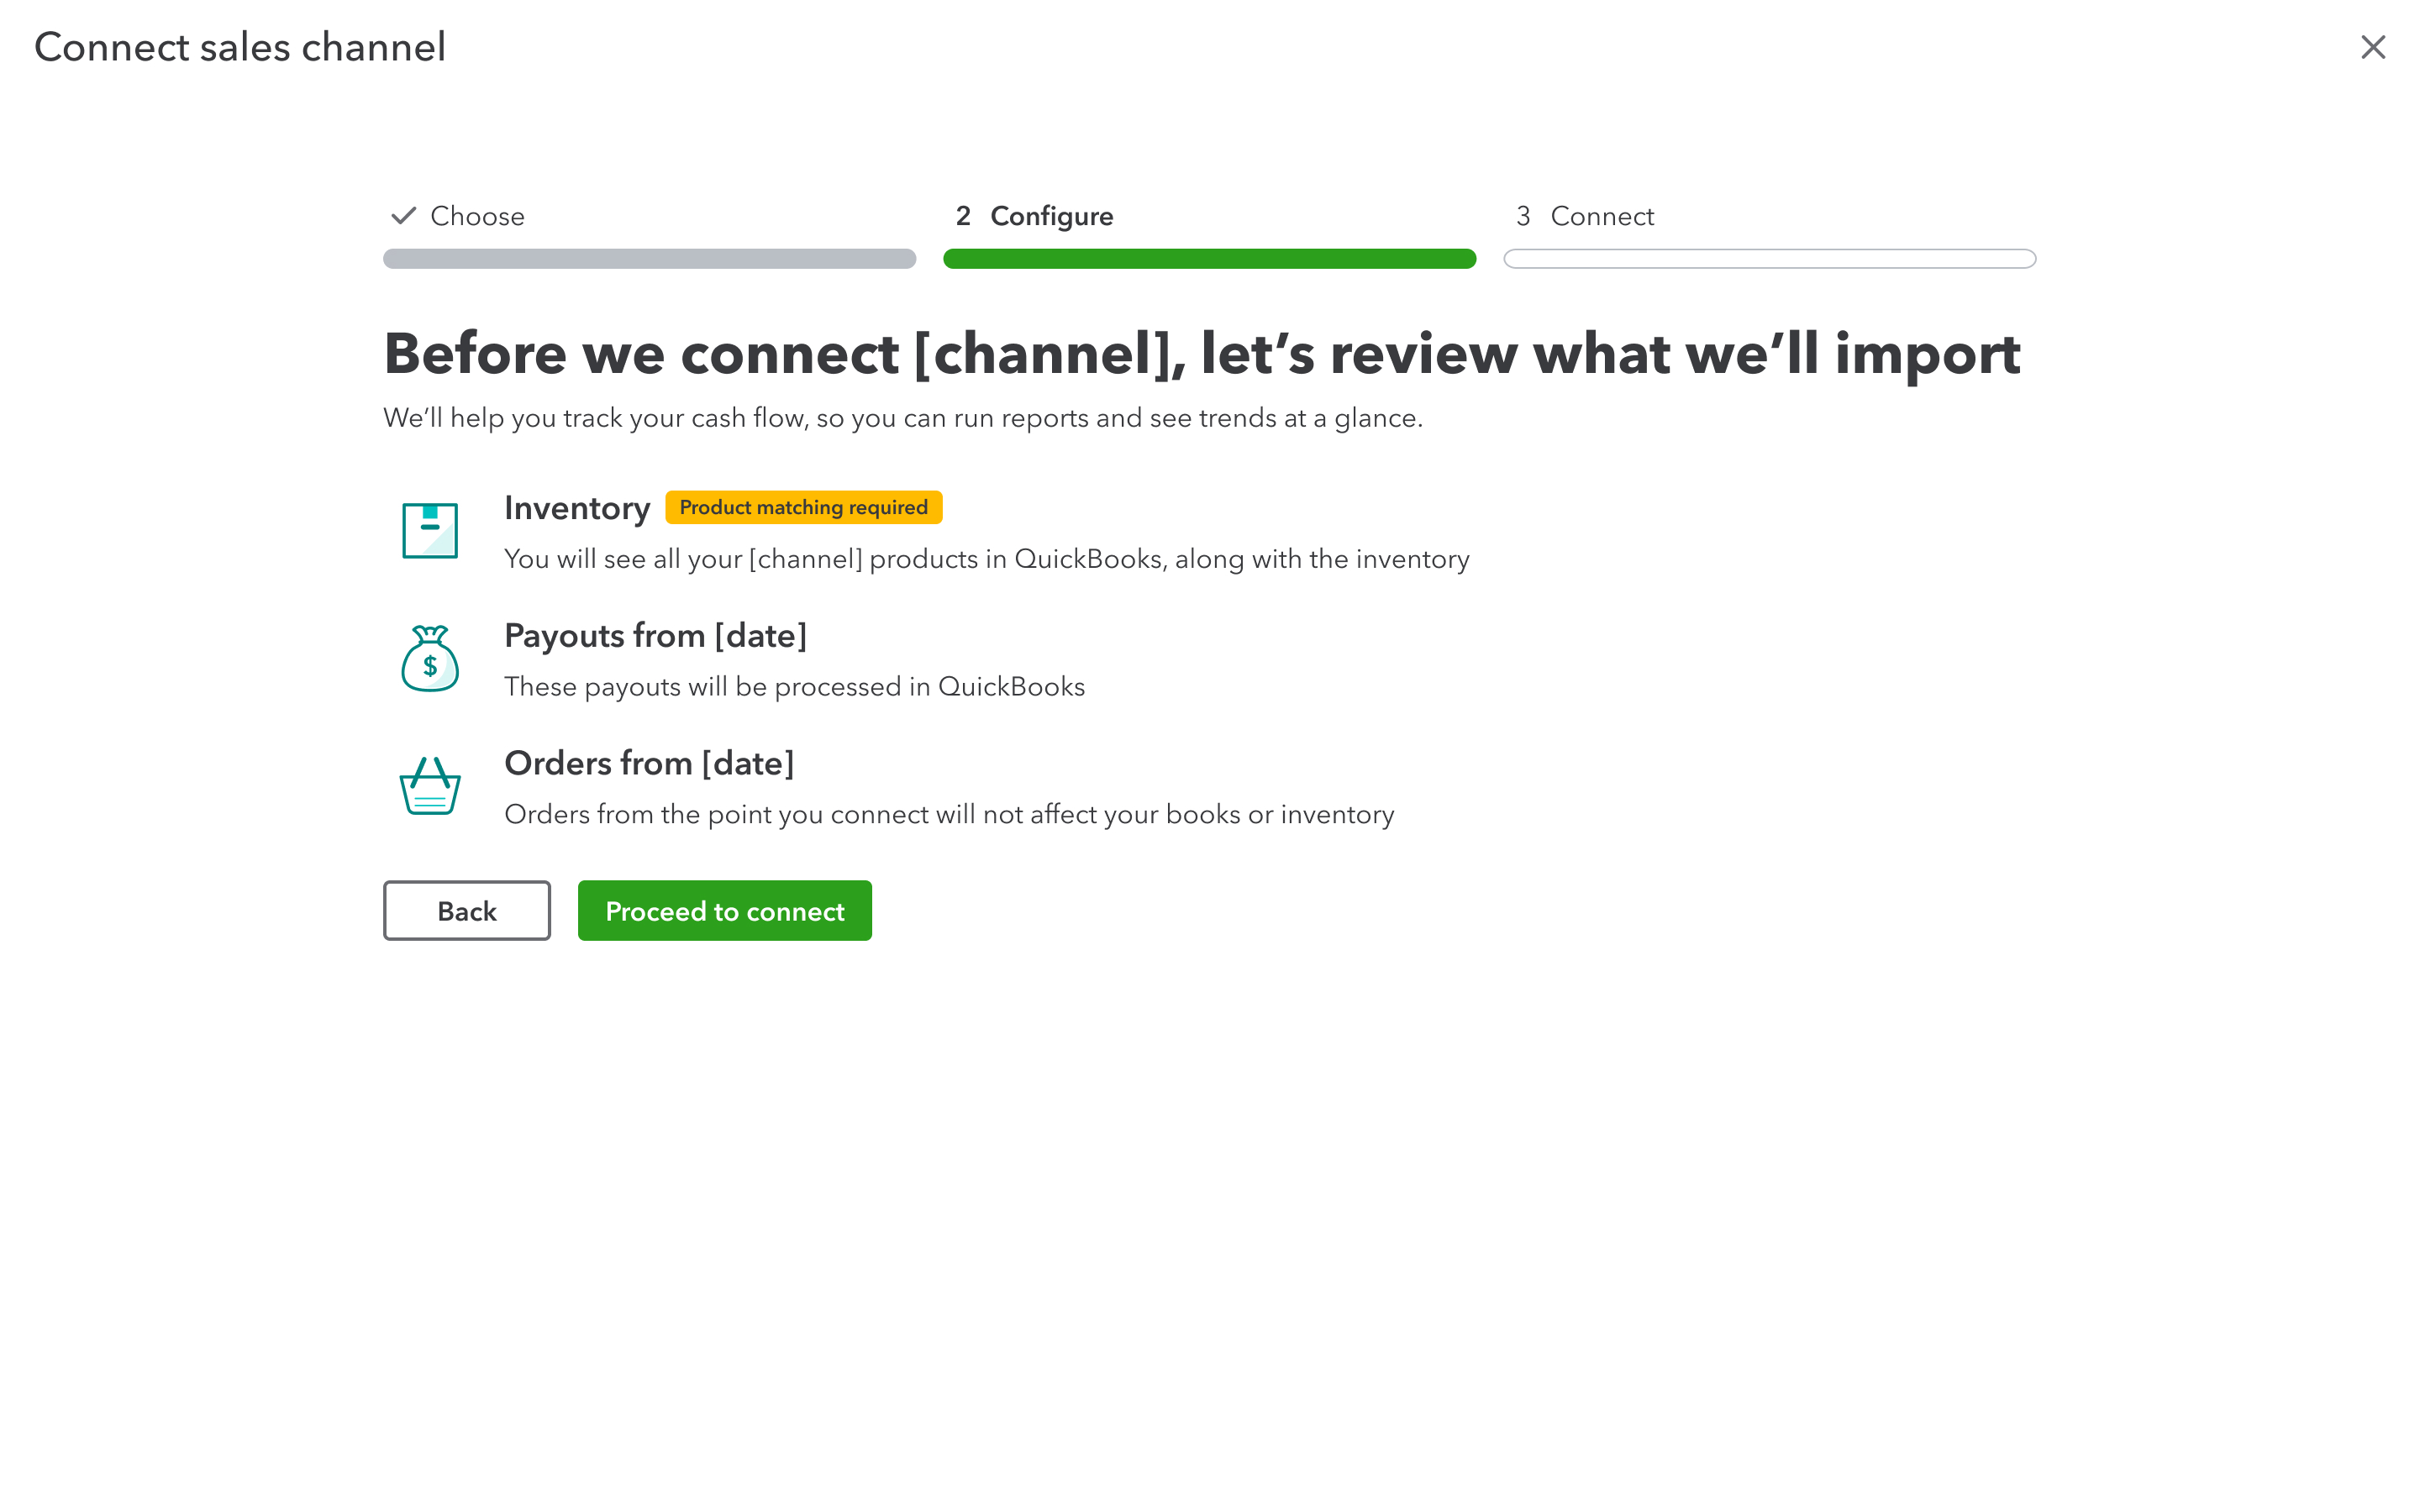 Connect sales channel
Choose
2 Configure
3 Connect
Before we connect [channel], let’s review what we’ll import
We’ll help you track your cash flow, so you can run reports and see trends at a glance.
Inventory Product matching required
You will see all your [channel] products in QuickBooks, along with the inventory
$
Payouts from [date]
These payouts will be processed in QuickBooks
Orders from [date]
Orders from the point you connect will not affect your books or inventory
Back Proceed to connect